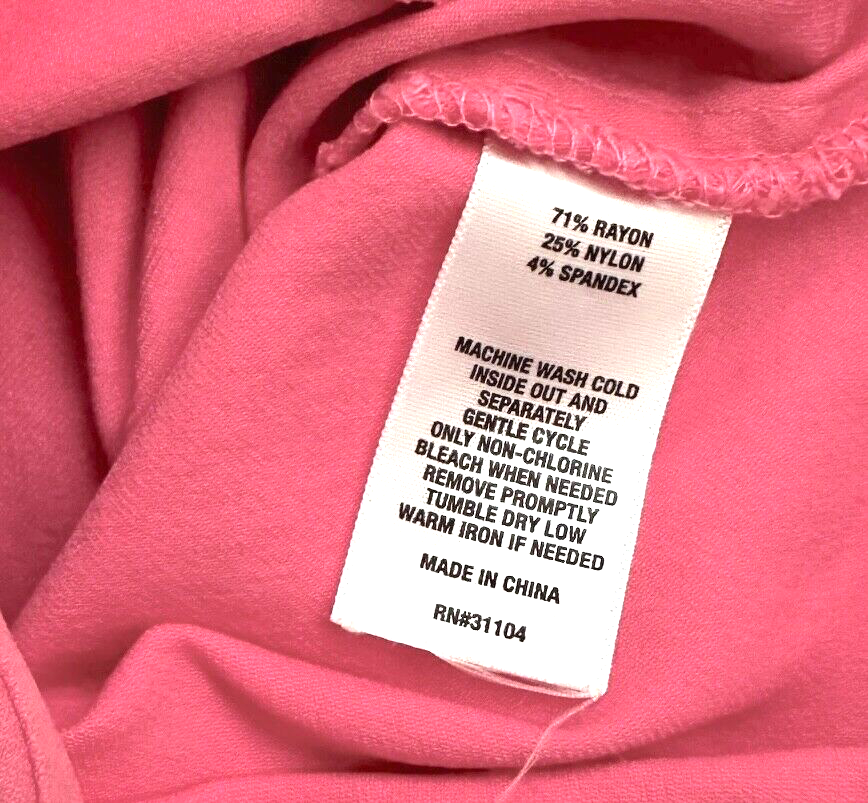 71% RAYON
25% NYLON
4% SPANDEX
MACHINE WASH COLD
INSIDE OUT AND
SEPARATELY
GENTLE CYCLE
ONLY NON-CHLORINE
BLEACH WHEN NEEDED
REMOVE PROMPTLY
TUMBLE DRY LOW
WARM IRON IF NEEDED
MADE IN CHINA
RN#31104